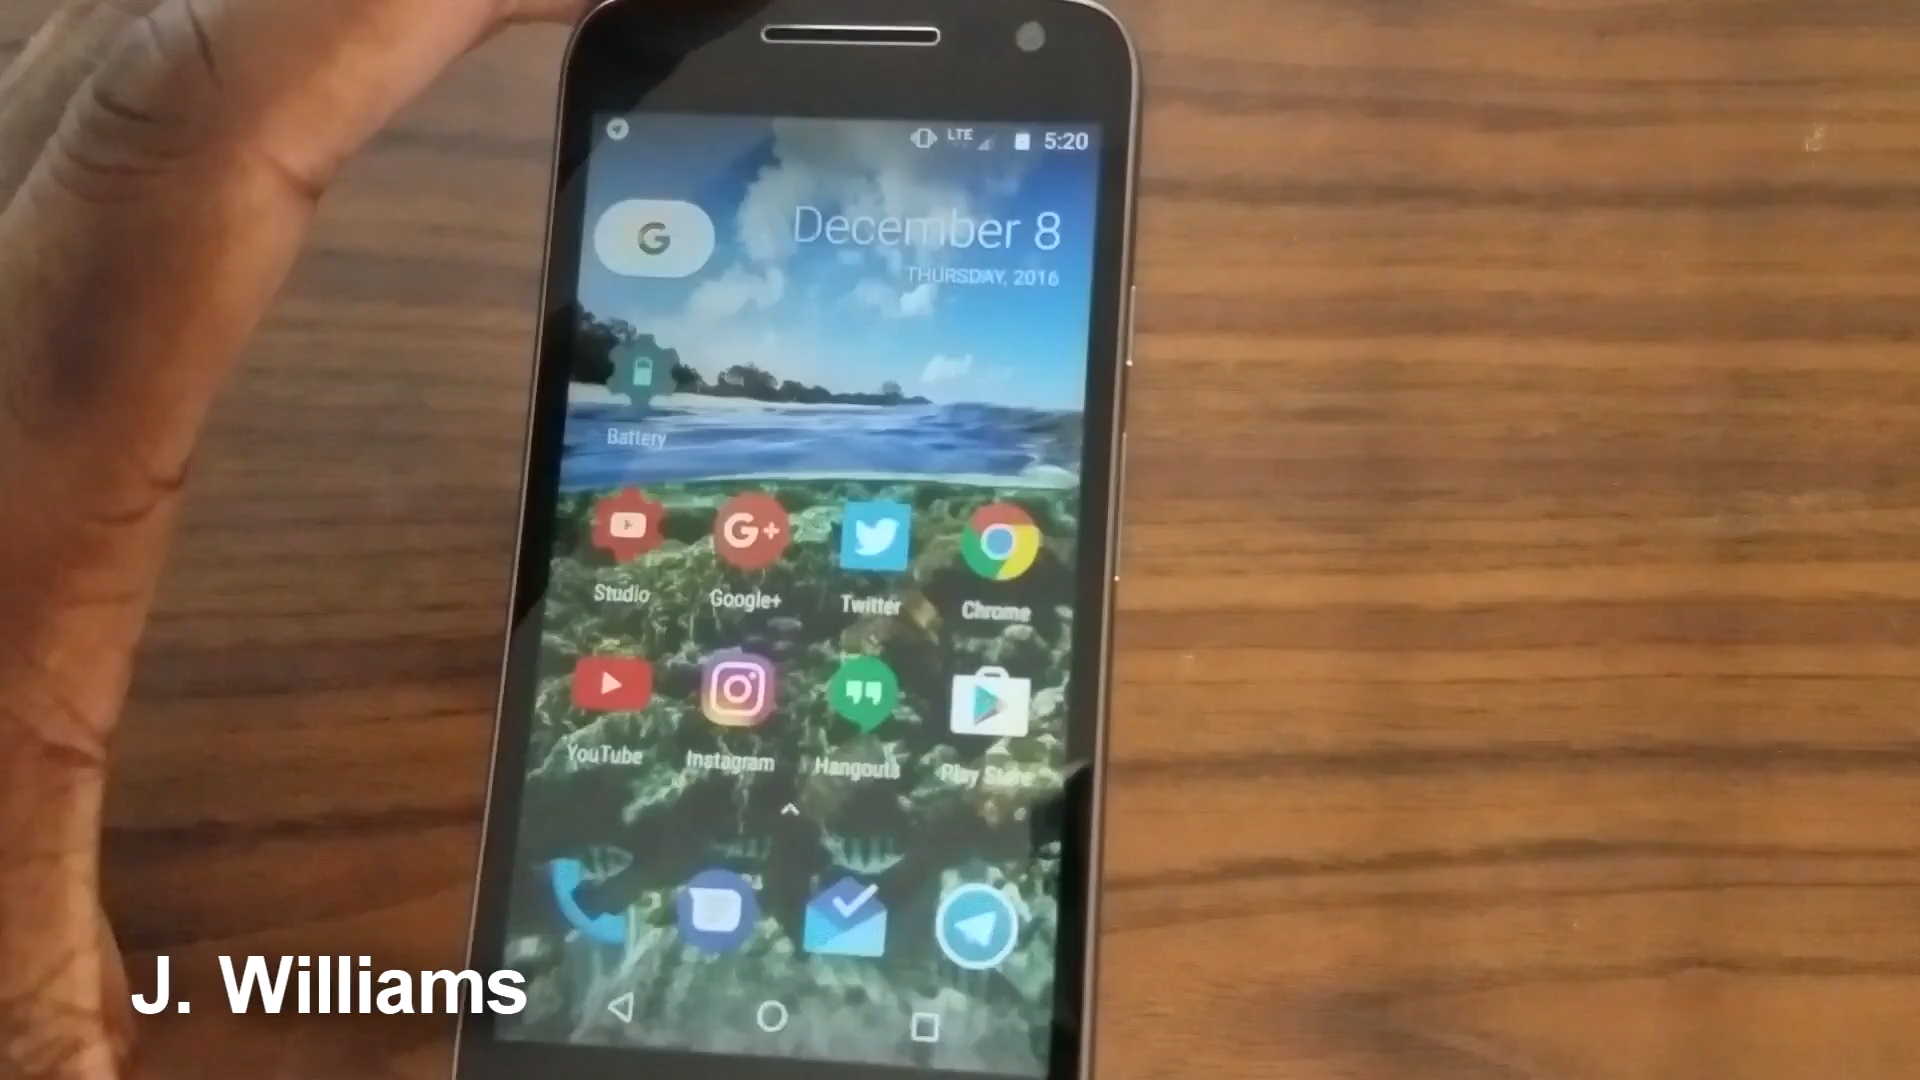 LTE 5:20
G
December 8
THURSDAY, 2016
Battery
G+
Studio Google+ Twitter Chrome
YouTube Instagram Hangouts Play Store
J. Williams